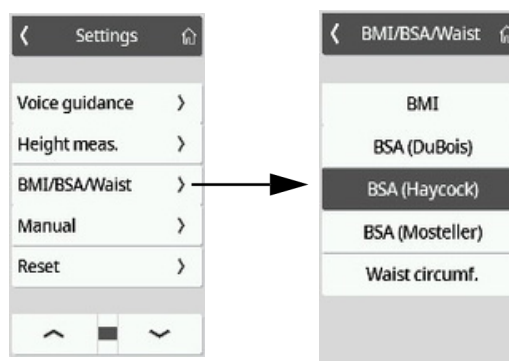 Settings
Voice guidance
Height meas.
BMI/BSA/Waist
Manual
Reset
BMI/BSA/Waist
BMI
BSA (DuBois)
BSA (Haycock)
BSA (Mosteller)
Waist circumf.